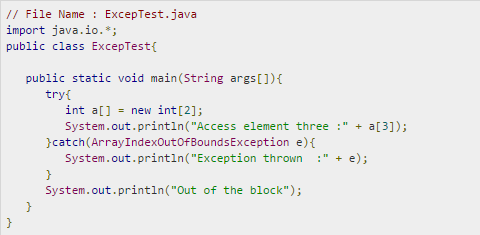 // File Name : ExcepTest.java
import java.io.*;
public class ExcepTest{
public static void main(String args[]){
try{
int a[] = new int[2];
System.out.println("Access element three :" + a[3]);
}catch(ArrayIndexOutOfBoundsException e){
System.out.println("Exception thrown  :" + e);
}
System.out.println("Out of the block");
}
}